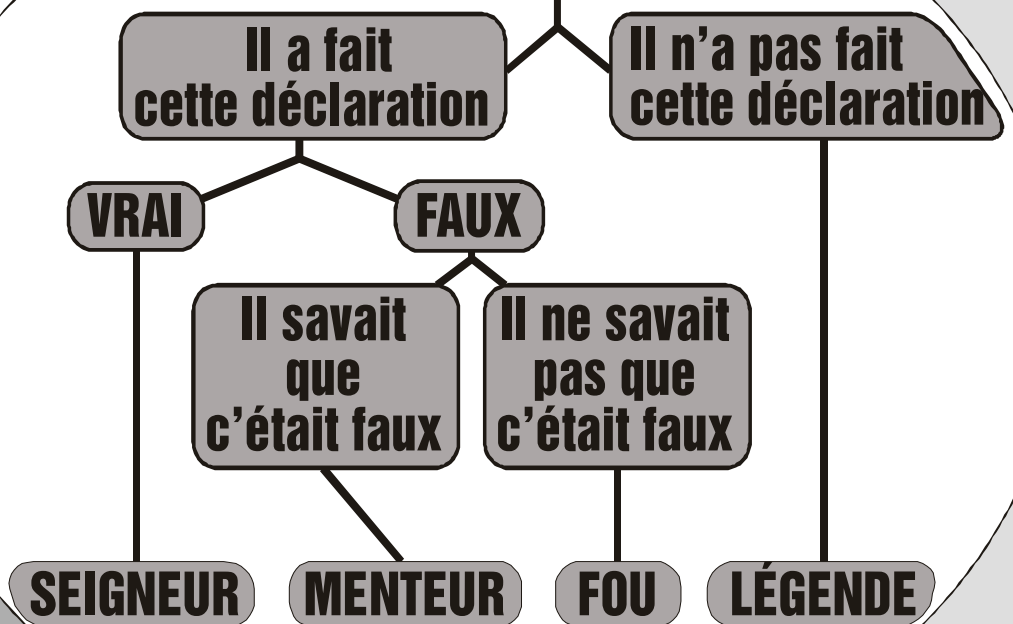 Il a fait
cette déclaration
Il n'a pas fait
cette déclaration
VRAI
FAUX
Il savait
que
c'était faux
Il ne savait
pas que
c'était faux
SEIGNEUR
MENTEUR
FOU
LÉGENDE